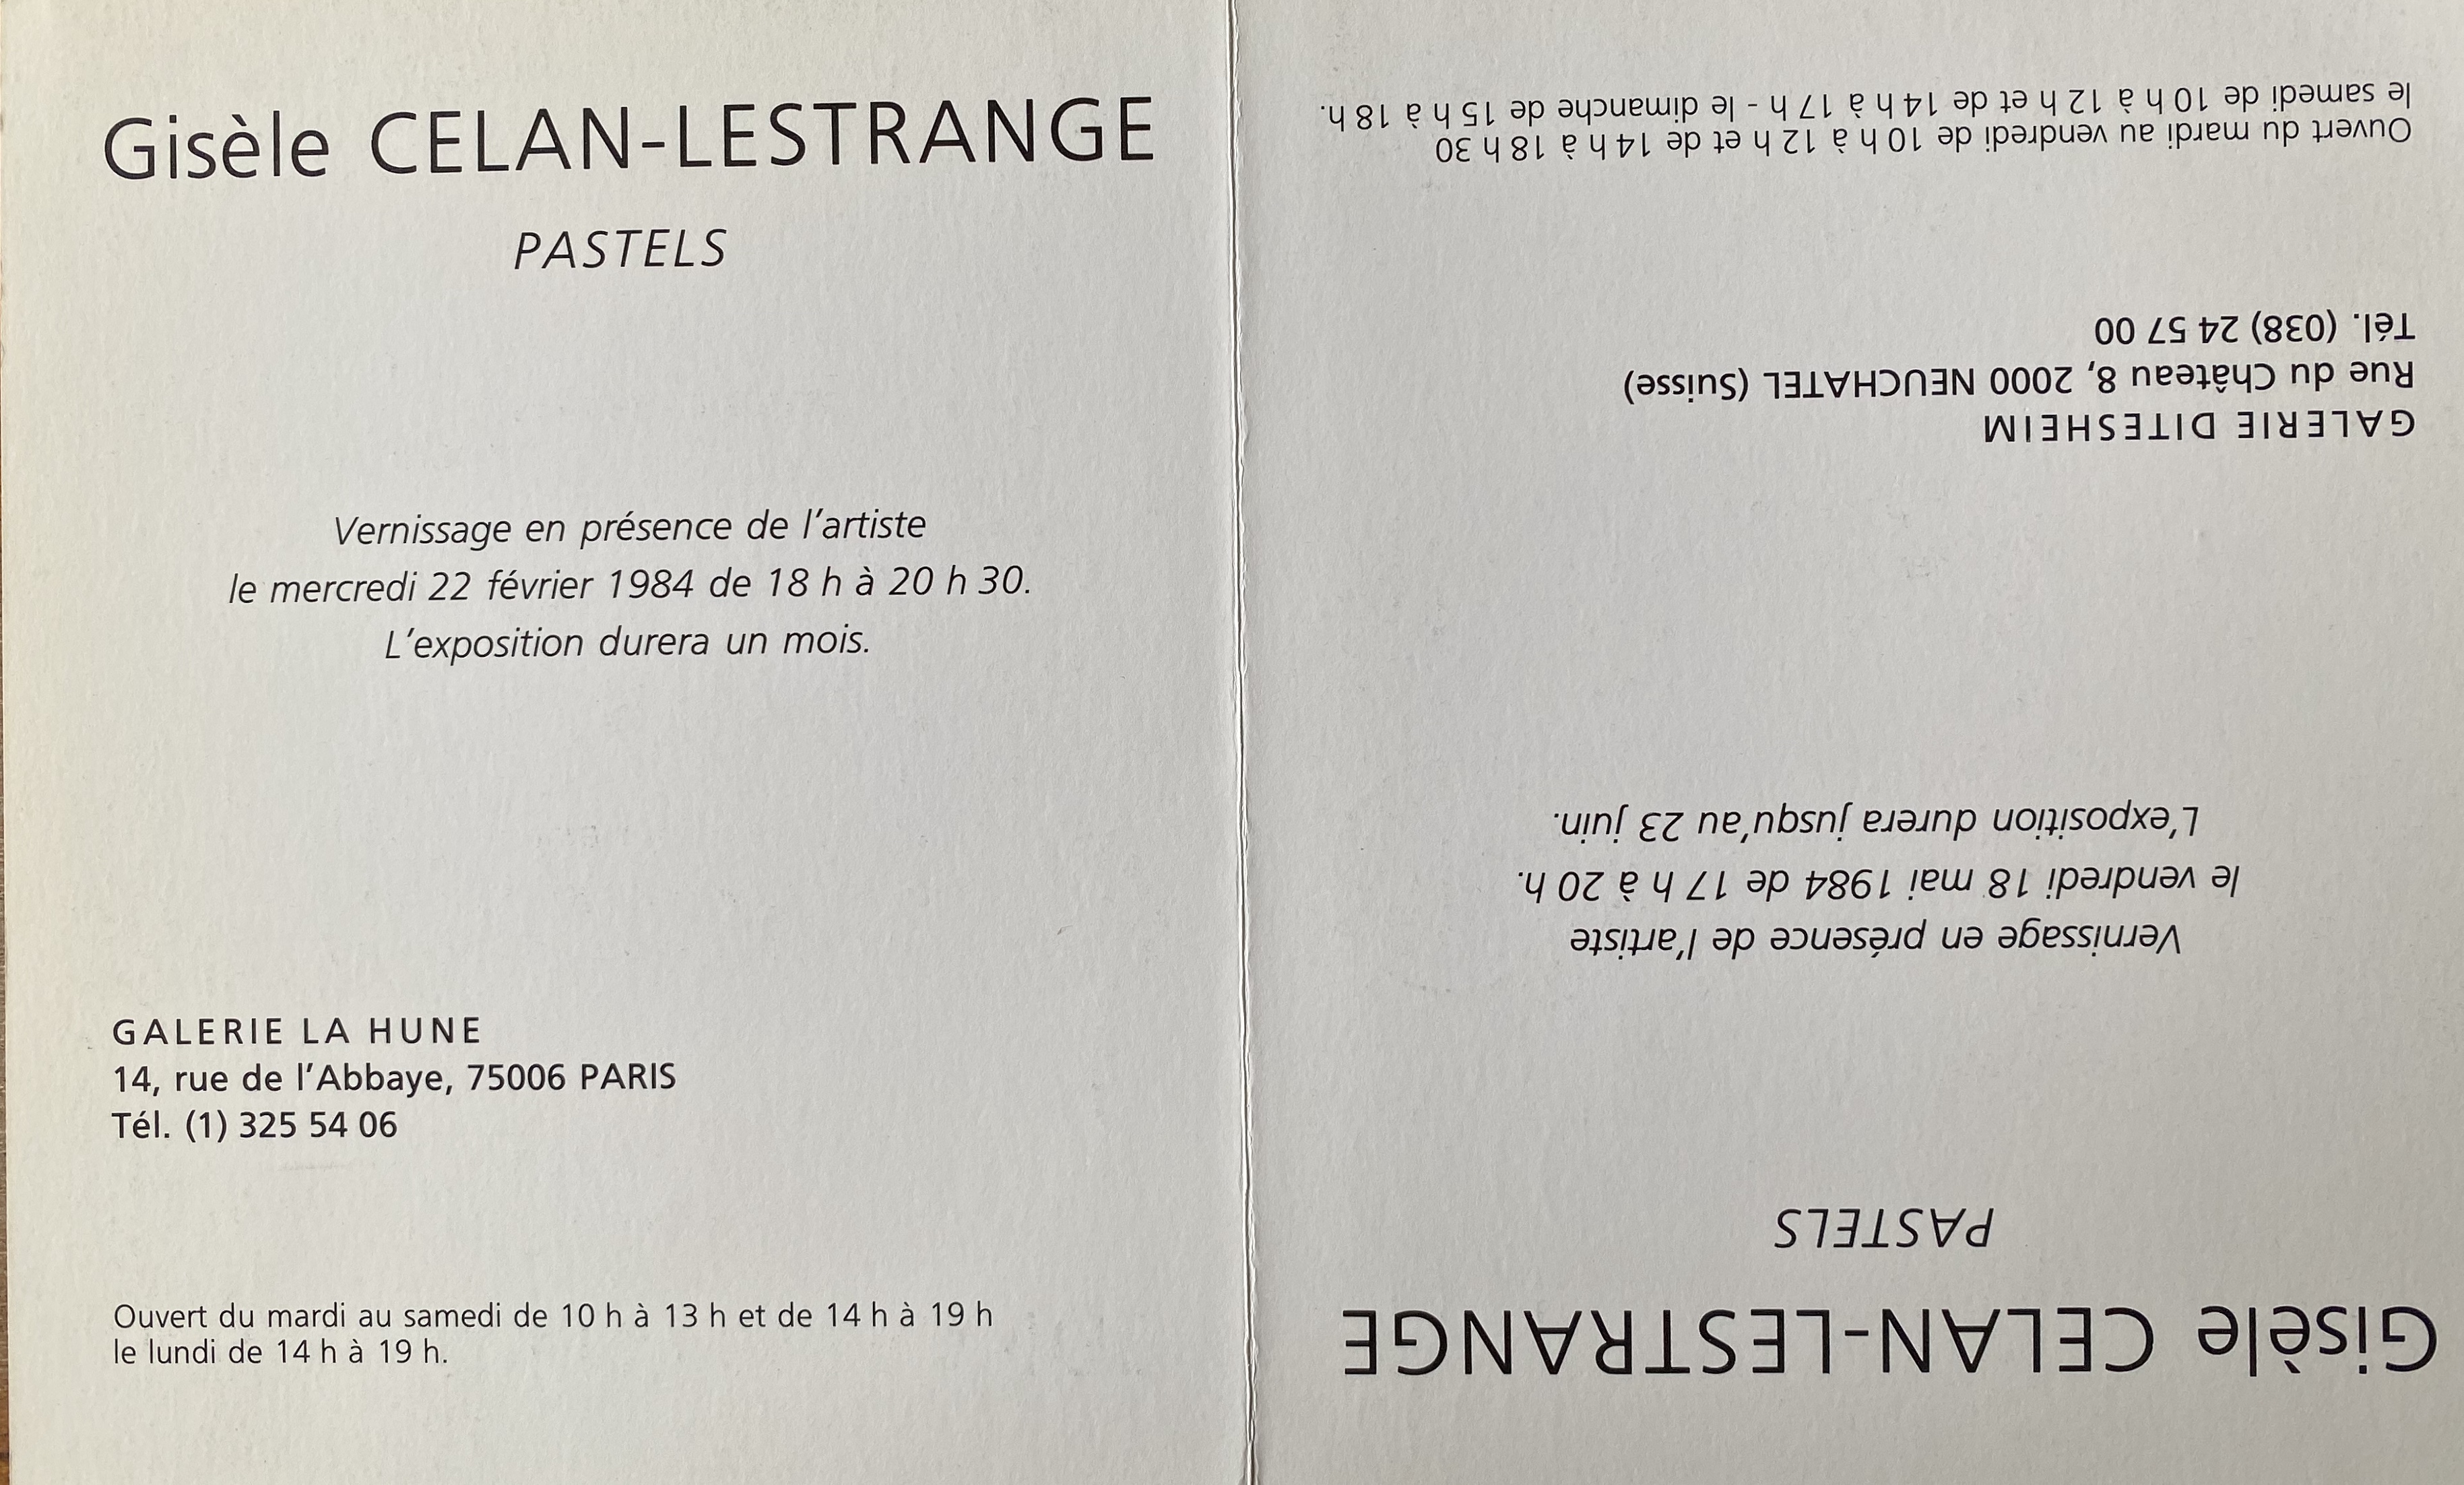 Gisèle CELAN-LESTRANGE
PASTELS
Vernissage en présence de l'artiste
le mercredi 22 février 1984 de 18 h à 20 h 30.
L'exposition durera un mois.
GALERIE LA HUNE
14, rue de l'Abbaye, 75006 PARIS
Tél. (1) 325 54 06
Ouvert du mardi au samedi de 10 h à 13 h et de 14 h à 19 h
le lundi de 14 h à 19 h.
Gisèle CELAN-LESTRANGE
PASTELS
Vernissage en présence de l'artiste
le vendredi 18 mai 1984 de 17 h à 20 h.
L'exposition durera jusqu'au 23 juin.
GALERIE DITESHEIM
Rue du Château 8, 2000 NEUCHATEL (Suisse)
Tél. (038) 24 57 00
Ouvert du mardi au vendredi de 10 h à 12 h et de 14 h à 18 h 30
le samedi de 10 h à 12 h et de 14 h à 17 h - le dimanche de 15 h à 18 h.